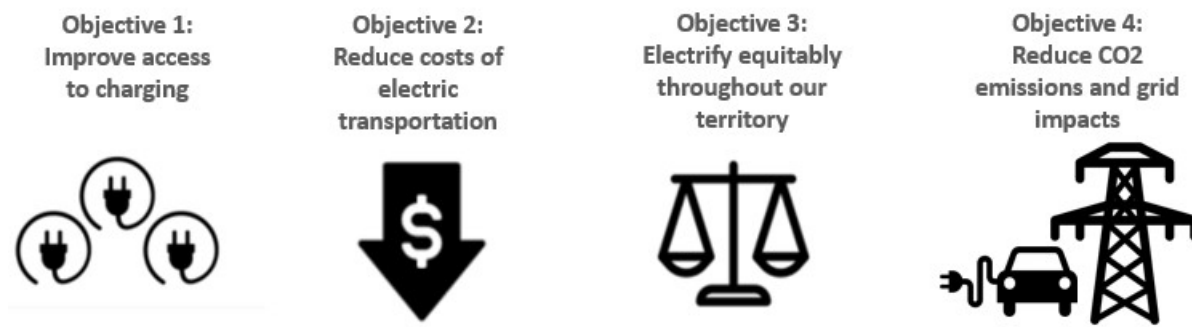 Objective 1:
Improve access
to charging
Objective 2:
Reduce costs of
electric
transportation
$
Objective 3:
Electrify equitably
throughout our
territory
Objective 4:
Reduce CO2
emissions and grid
impacts